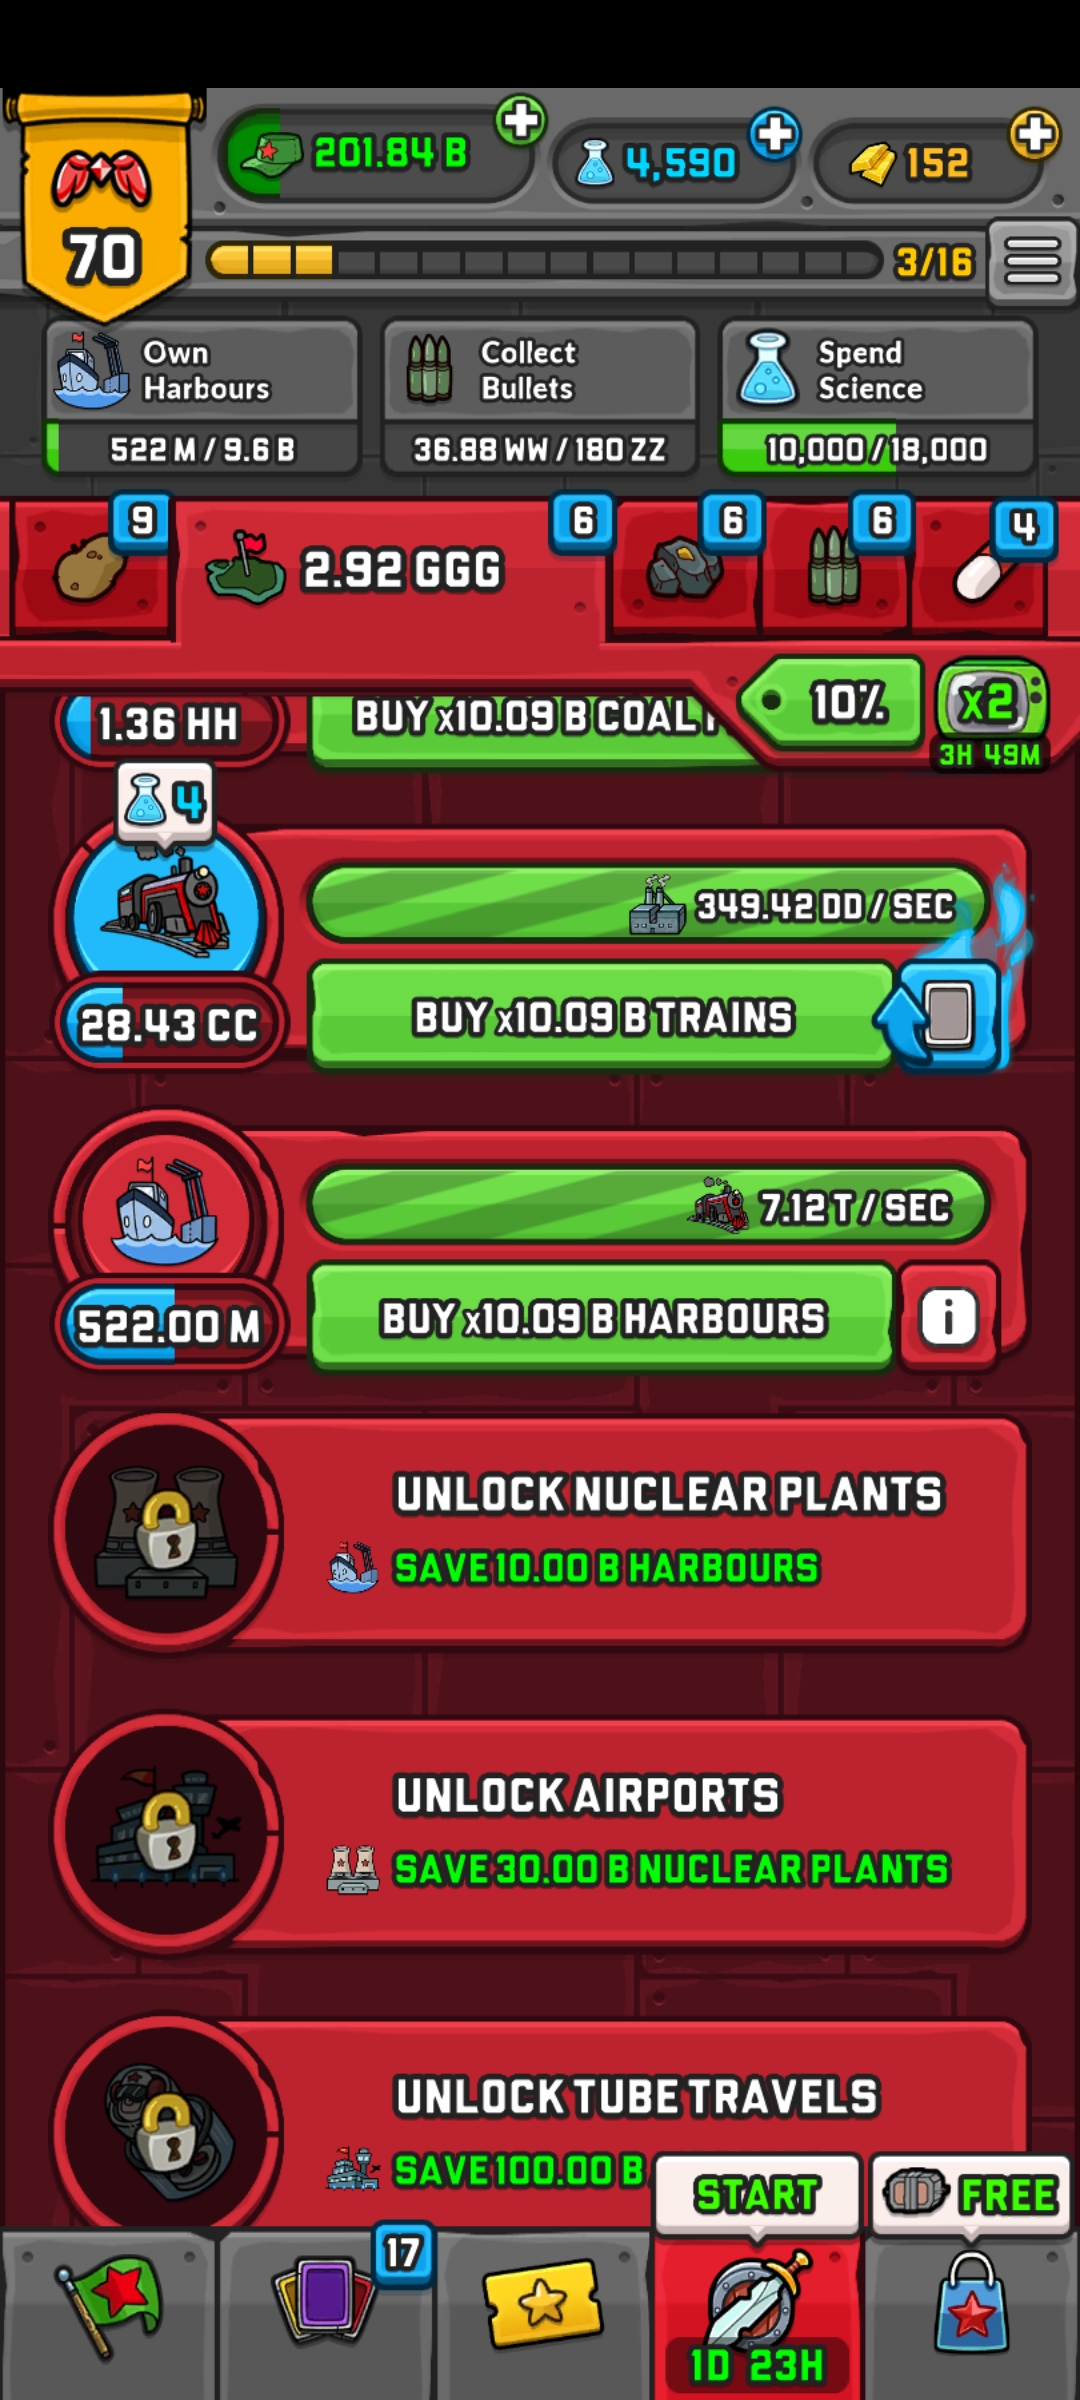 201.84 B
4,590
152
70
3/16
Own Harbours
522 M / 9.6 B
Collect Bullets
36.88 WW / 180 ZZ
Spend Science
10,000 / 18,000
9
2.92 GGG
6
6
6
4
10%
x2
3H 49M
1.36 HH
BUY x10.09 B COAL
4
349.42 DD / SEC
28.43 CC
BUY x10.09 B TRAINS
7.12 T / SEC
522.00 M
BUY x10.09 B HARBOURS
i
UNLOCK NUCLEAR PLANTS
SAVE 10.00 B HARBOURS
UNLOCK AIRPORTS
SAVE 30.00 B NUCLEAR PLANTS
UNLOCK TUBE TRAVELS
SAVE 100.00 B
START
FREE
17
1D 23H